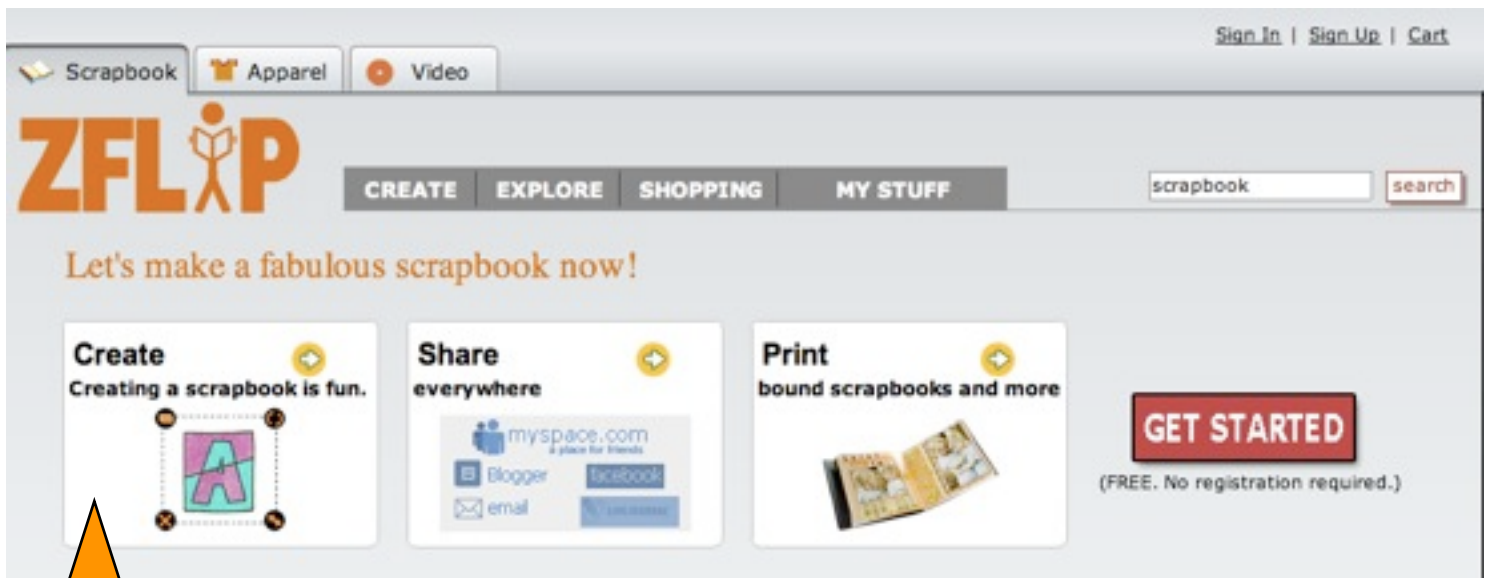 Sign In | Sign Up | Cart
Scrapbook Apparel Video
ZFLIP
CREATE EXPLORE SHOPPING MY STUFF
scrapbook search
Let's make a fabulous scrapbook now!
Create
Creating a scrapbook is fun.
A
Share
everywhere
myspace.com
a place for friends
Blogger facebook
email
Print
bound scrapbooks and more
GET STARTED
(FREE. No registration required.)